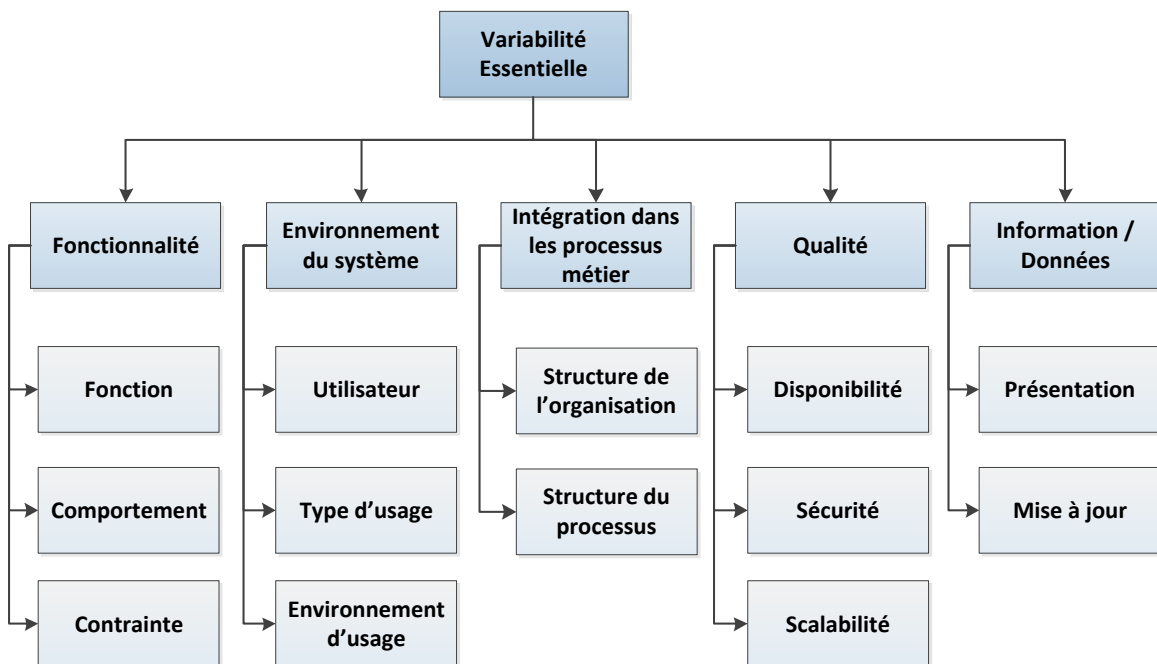 Variabilité
Essentielle
Fonctionnalité
Environnement
du système
Intégration dans
les processus
métier
Qualité
Information /
Données
Fonction
Utilisateur
Structure de
l’organisation
Disponibilité
Présentation
Comportement
Type d’usage
Structure du
processus
Sécurité
Mise à jour
Contrainte
Environnement
d’usage
Scalabilité